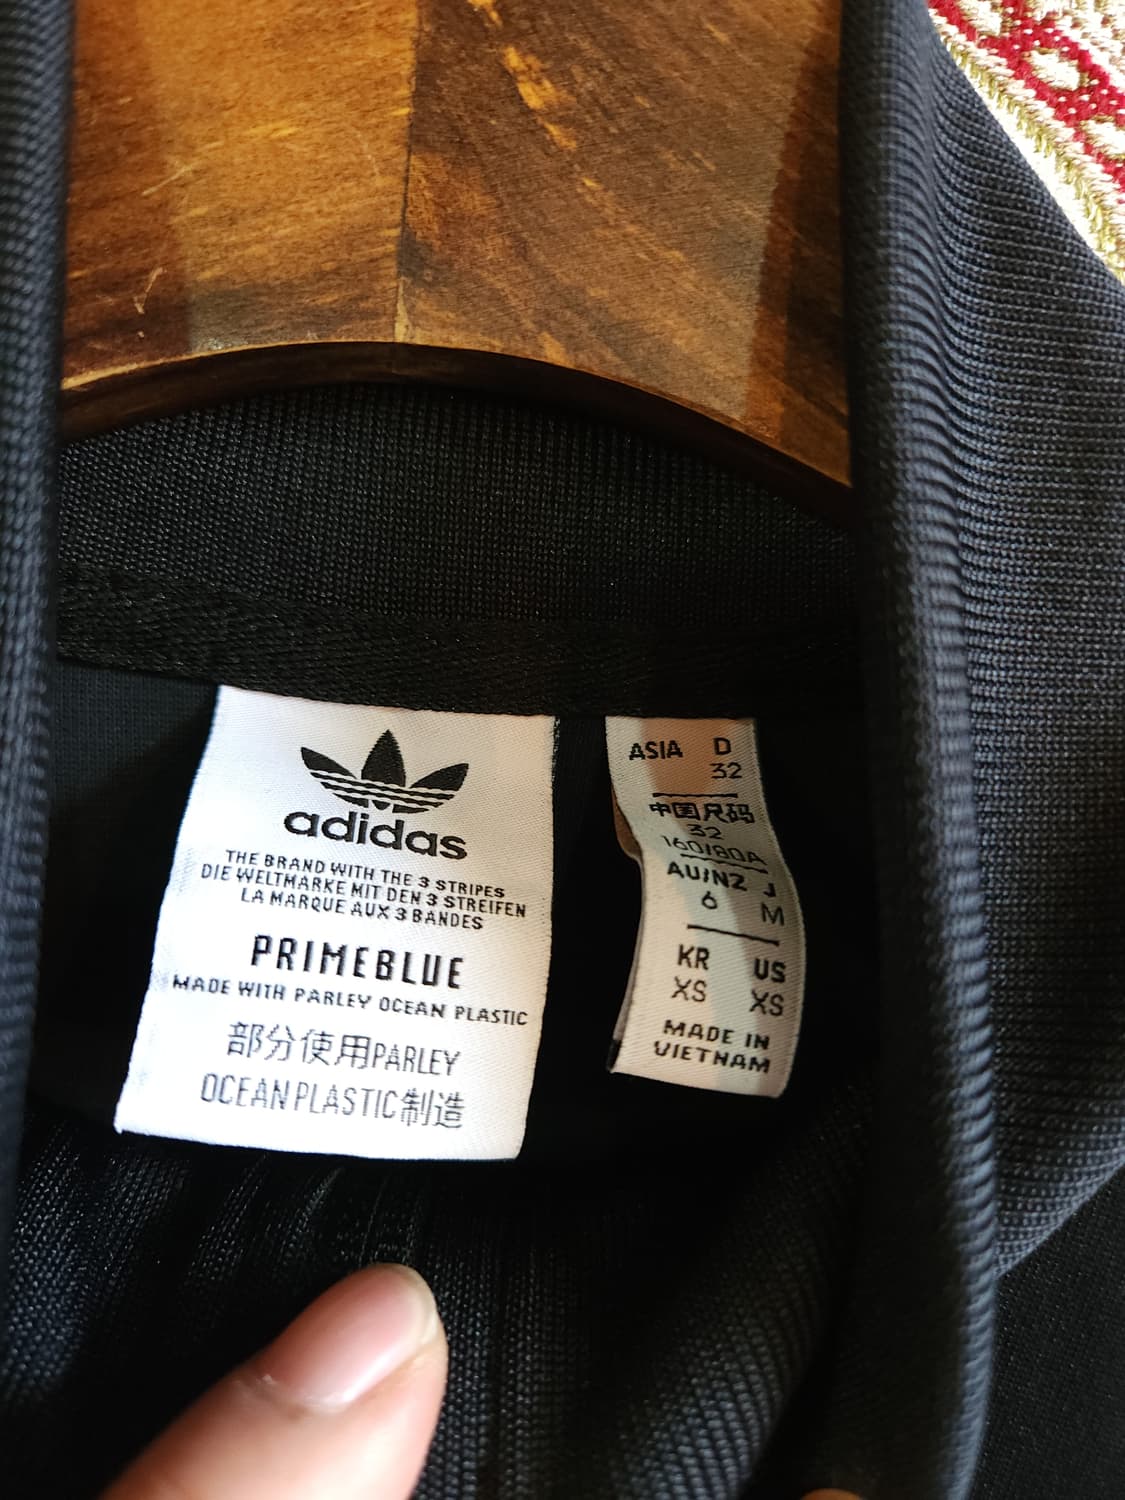 adidas
THE BRAND WITH THE 3 STRIPES
DIE WELTMARKE MIT DEN 3 STREIFEN
LA MARQUE AUX 3 BANDES
PRIMEBLUE
MADE WITH PARLEY OCEAN PLASTIC
部分使用PARLEY
OCEAN PLASTIC制造
ASIA D
32
中国尺码
32
160/80A
AU/NZ J
6 M
KR US
XS XS
MADE IN
VIETNAM